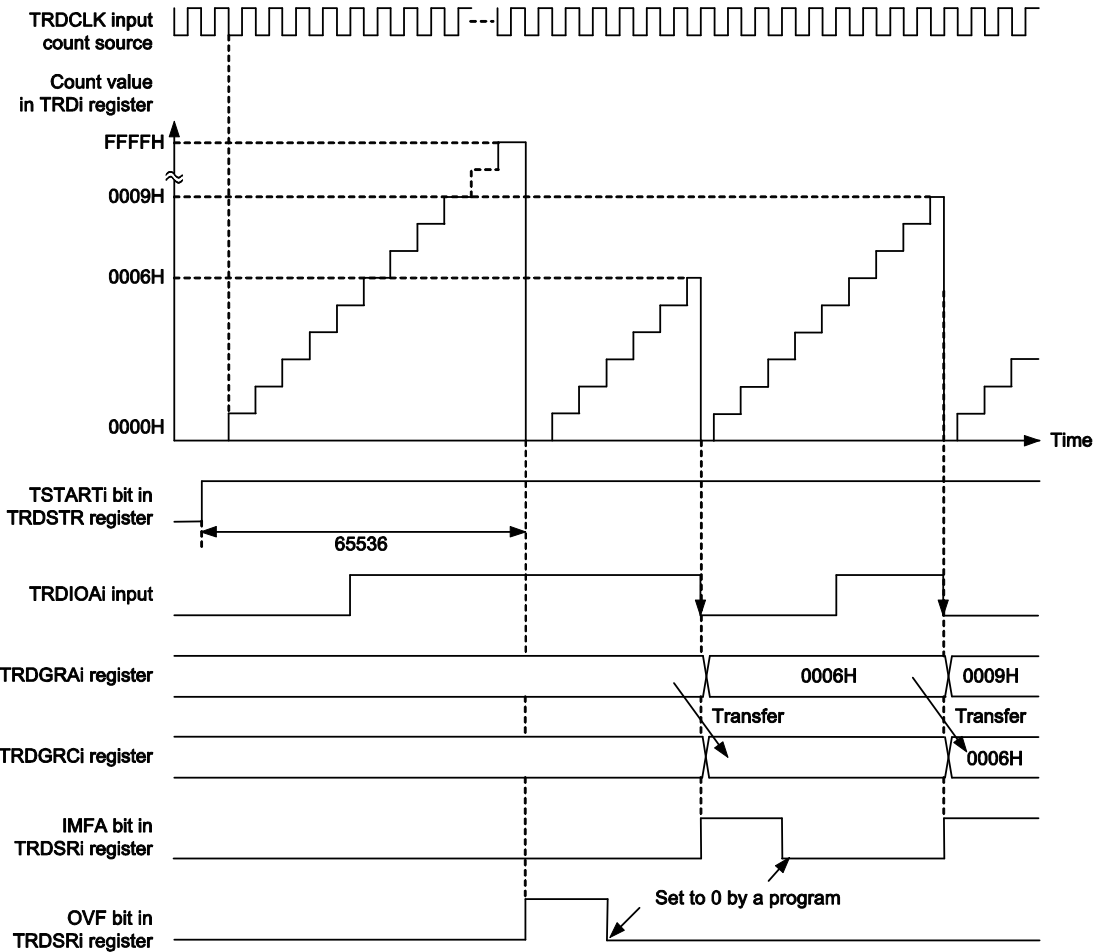 TRDCLK input
count source
Count value
in TRDi register
FFFFH
0009H
0006H
0000H
Time
TSTARTi bit in
TRDSTR register
65536
TRDIOAi input
TRDGRAi register
0006H
0009H
Transfer
Transfer
TRDGRCi register
0006H
IMFA bit in
TRDSRi register
Set to 0 by a program
OVF bit in
TRDSRi register